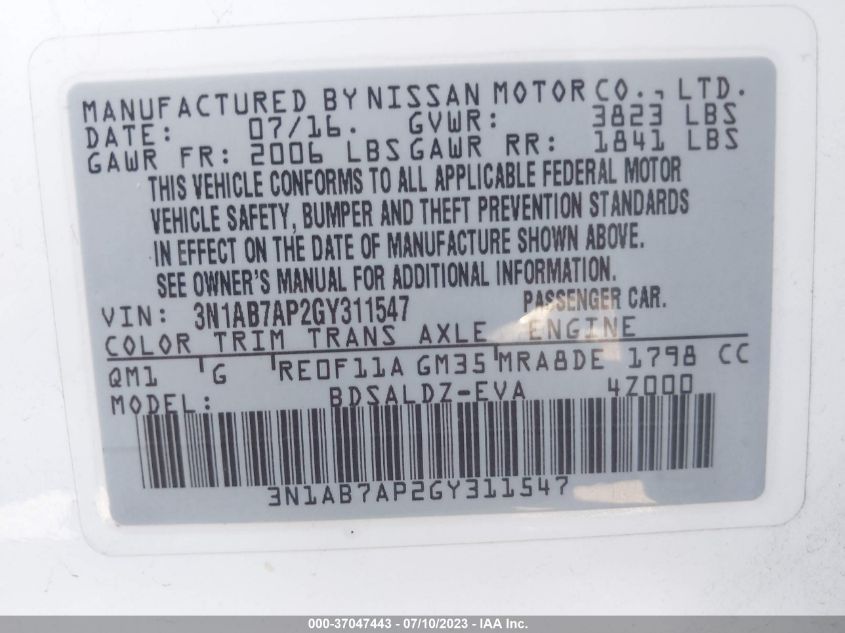 MANUFACTURED BY NISSAN MOTOR CO., LTD.
DATE: 07/16. GVWR: 3823 LBS
GAWR FR: 2006 LBS GAWR RR: 1841 LBS
THIS VEHICLE CONFORMS TO ALL APPLICABLE FEDERAL MOTOR
VEHICLE SAFETY, BUMPER AND THEFT PREVENTION STANDARDS
IN EFFECT ON THE DATE OF MANUFACTURE SHOWN ABOVE.
SEE OWNER'S MANUAL FOR ADDITIONAL INFORMATION.
VIN: 3N1AB7AP2GY311547 PASSENGER CAR.
COLOR TRIM TRANS AXLE ENGINE
QM1 G RE0F11A GM35 MRA8DE 1798 CC
MODEL: BDSALDZ-EVA 4Z000
3N1AB7AP2GY311547
000-37047443 - 07/10/2023 - IAA Inc.